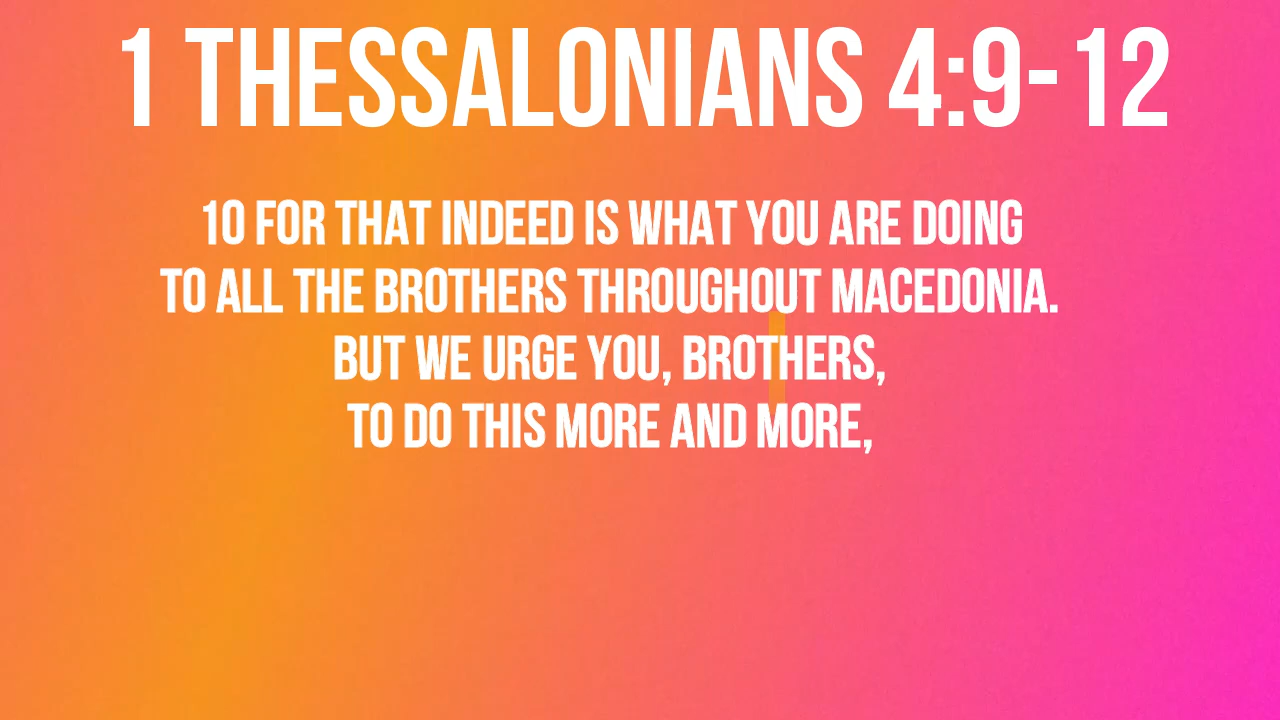 1 THESSALONIANS 4:9-12
10 FOR THAT INDEED IS WHAT YOU ARE DOING
TO ALL THE BROTHERS THROUGHOUT MACEDONIA.
BUT WE URGE YOU, BROTHERS,
TO DO THIS MORE AND MORE,